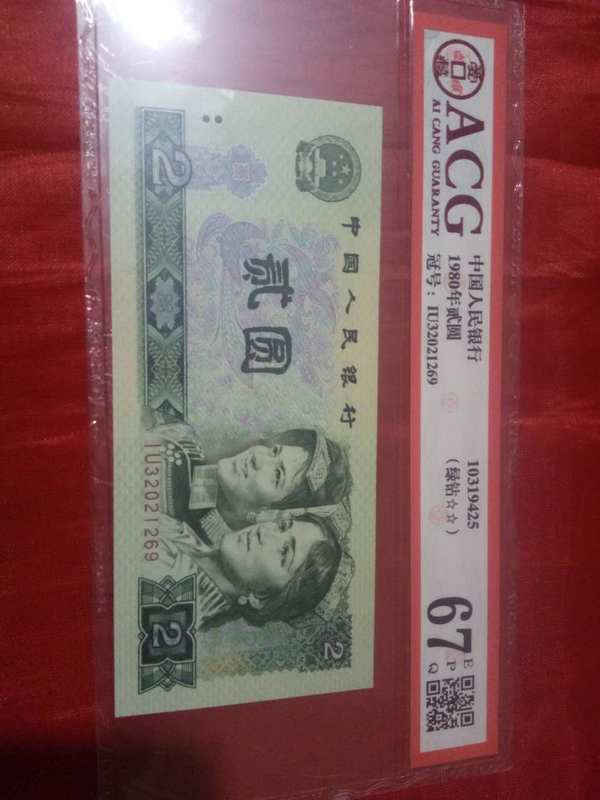 ACG
AI CANG GUARANTY
中国人民银行
1980年贰圆
冠号：IU32021269
10319425
（绿钻☆☆）
67
E
P
Q
中国人民银行
贰圆
2
IU32021269
2
2